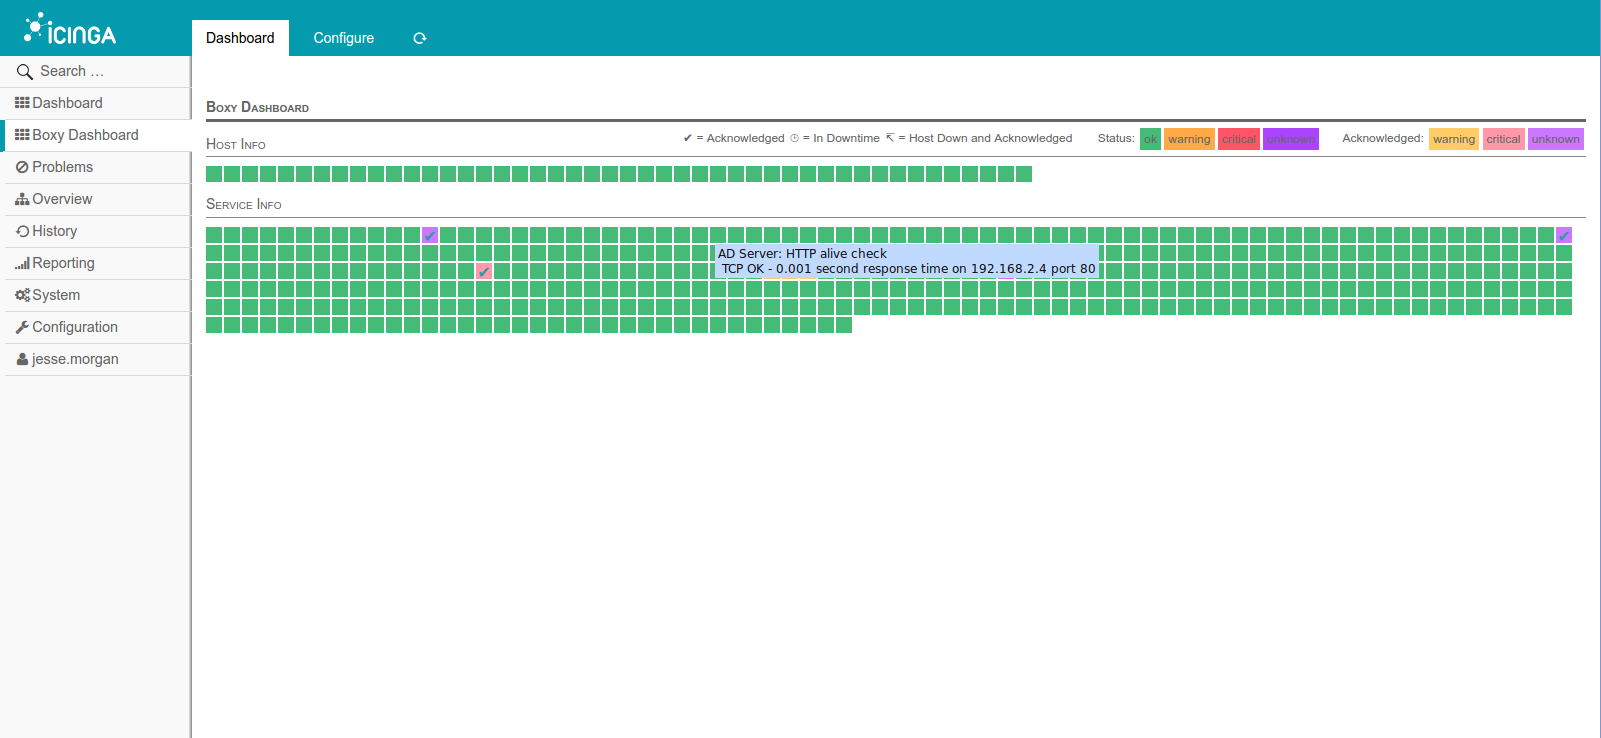 iCINGA
Dashboard
Configure
Search ...
Dashboard
Boxy Dashboard
Problems
Overview
History
Reporting
System
Configuration
jesse.morgan
Boxy Dashboard
Host Info
✔ = Acknowledged ◷ = In Downtime ↸ = Host Down and Acknowledged Status: ok warning critical unknown Acknowledged: warning critical unknown
Service Info
AD Server: HTTP alive check
TCP OK - 0.001 second response time on 192.168.2.4 port 80